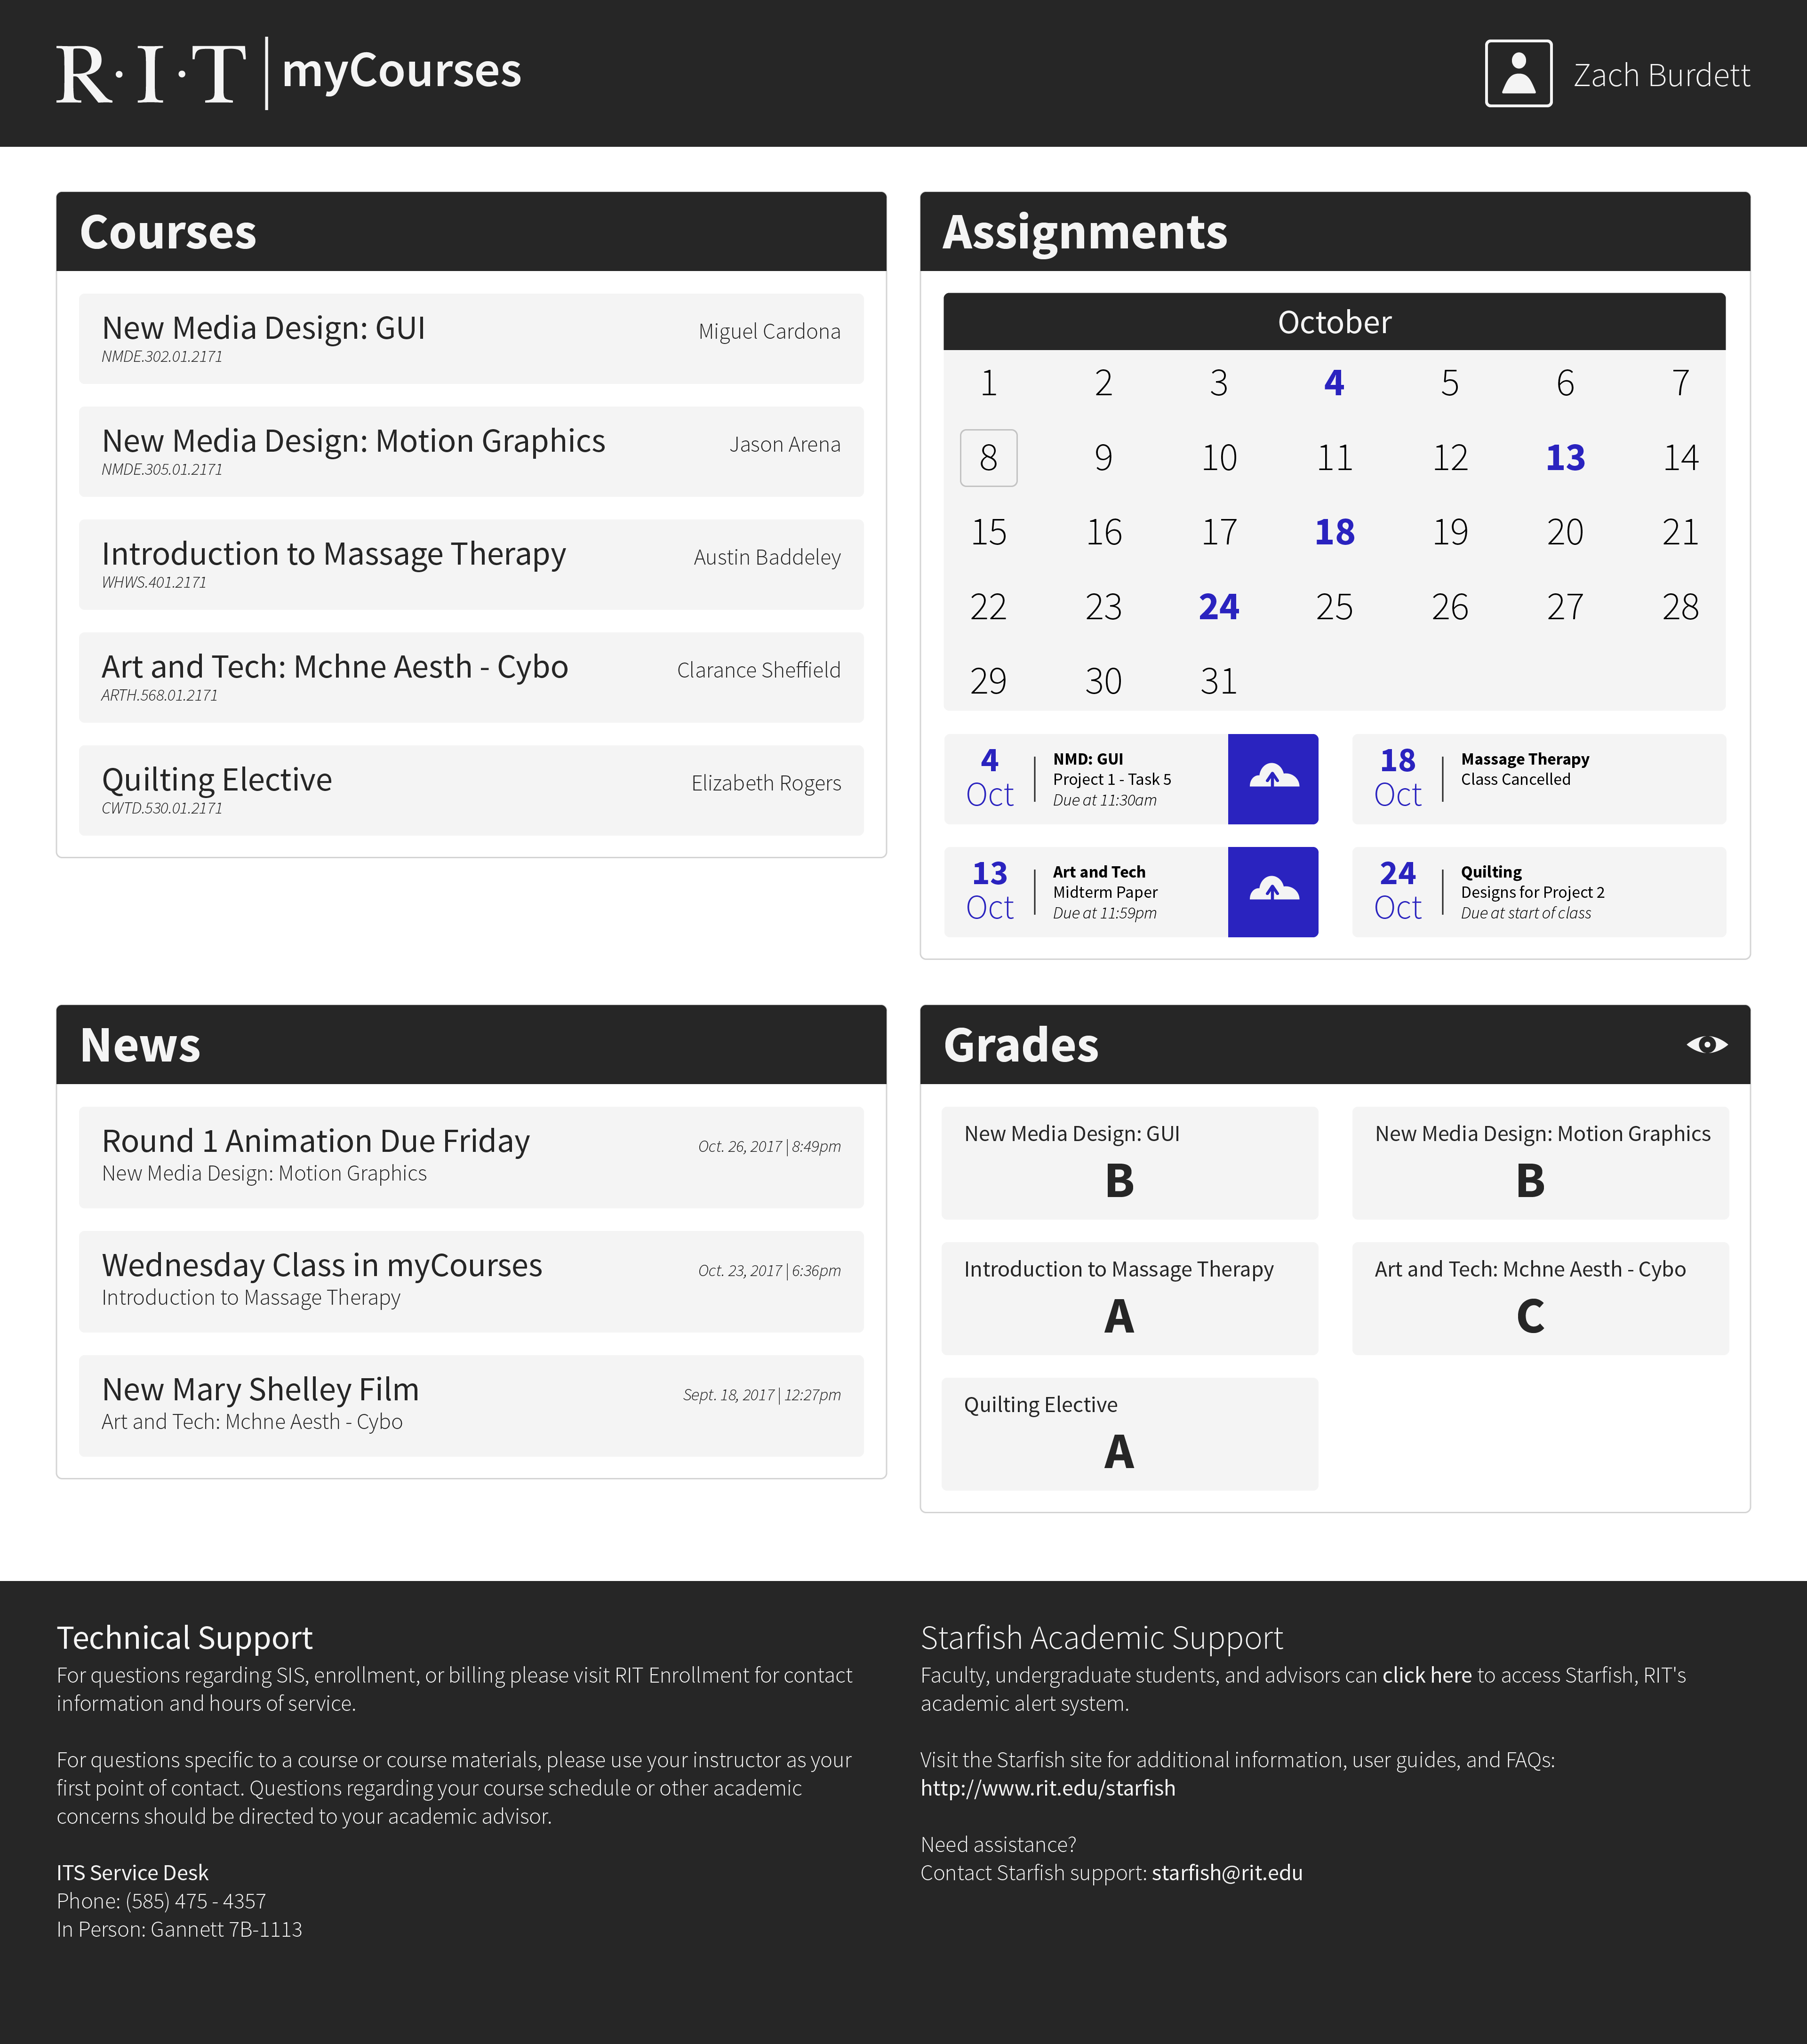 R·I·T | myCourses
Zach Burdett
Courses
New Media Design: GUI
NMDE.302.01.2171
Miguel Cardona
New Media Design: Motion Graphics
NMDE.305.01.2171
Jason Arena
Introduction to Massage Therapy
WHWS.401.2171
Austin Baddeley
Art and Tech: Mchne Aesth - Cybo
ARTH.568.01.2171
Clarance Sheffield
Quilting Elective
CWTD.530.01.2171
Elizabeth Rogers
Assignments
October
1 2 3 4 5 6 7
8 9 10 11 12 13 14
15 16 17 18 19 20 21
22 23 24 25 26 27 28
29 30 31
4
Oct
NMD: GUI
Project 1 - Task 5
Due at 11:30am
18
Oct
Massage Therapy
Class Cancelled
13
Oct
Art and Tech
Midterm Paper
Due at 11:59pm
24
Oct
Quilting
Designs for Project 2
Due at start of class
News
Round 1 Animation Due Friday
New Media Design: Motion Graphics
Oct. 26, 2017 | 8:49pm
Wednesday Class in myCourses
Introduction to Massage Therapy
Oct. 23, 2017 | 6:36pm
New Mary Shelley Film
Art and Tech: Mchne Aesth - Cybo
Sept. 18, 2017 | 12:27pm
Grades
New Media Design: GUI
B
New Media Design: Motion Graphics
B
Introduction to Massage Therapy
A
Art and Tech: Mchne Aesth - Cybo
C
Quilting Elective
A
Technical Support
For questions regarding SIS, enrollment, or billing please visit RIT Enrollment for contact
information and hours of service.
For questions specific to a course or course materials, please use your instructor as your
first point of contact. Questions regarding your course schedule or other academic
concerns should be directed to your academic advisor.
ITS Service Desk
Phone: (585) 475 - 4357
In Person: Gannett 7B-1113
Starfish Academic Support
Faculty, undergraduate students, and advisors can click here to access Starfish, RIT's
academic alert system.
Visit the Starfish site for additional information, user guides, and FAQs:
http://www.rit.edu/starfish
Need assistance?
Contact Starfish support: starfish@rit.edu